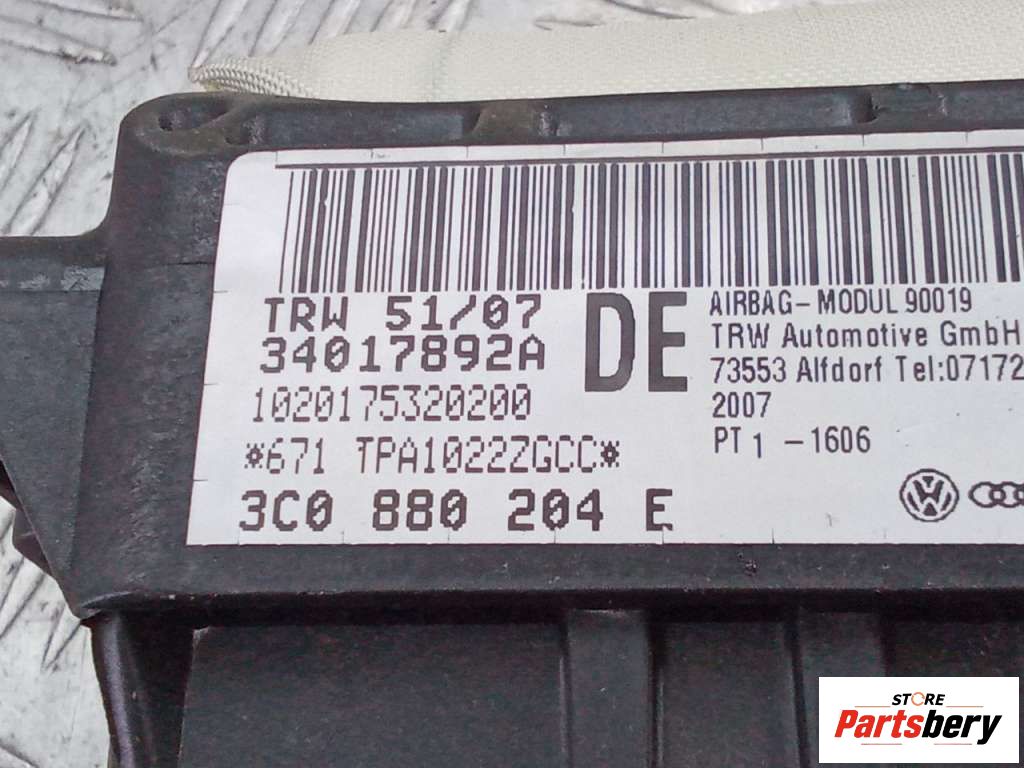 TRW 51/07
34017892A
1020175320200
*671 TPA1022ZGCC*
3C0 880 204 E
DE
AIRBAG-MODUL 90019
TRW Automotive GmbH
73553 Alfdorf Tel:07172
2007
PT 1 -1606
VW
STORE
Partsbery